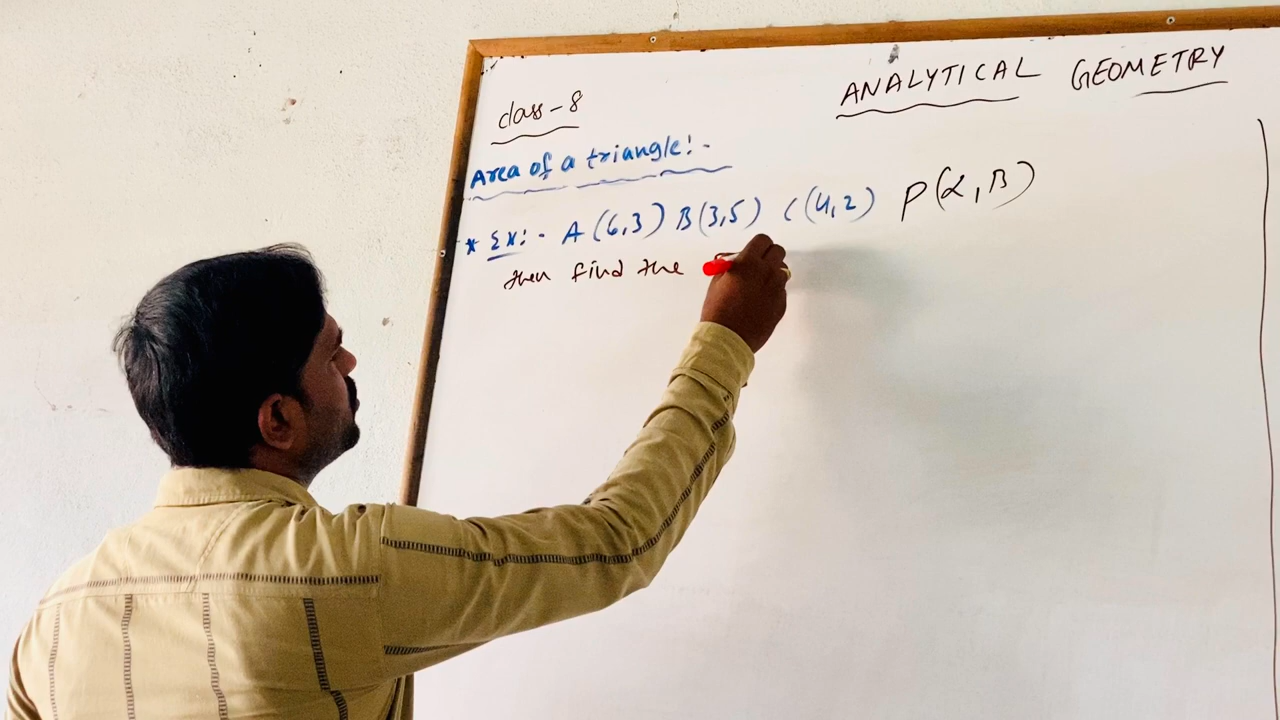 class-8
ANALYTICAL GEOMETRY
Area of a triangle:-
* Ex:- A(6,3) B(3,5) C(4,2) P(α,β)
then find the